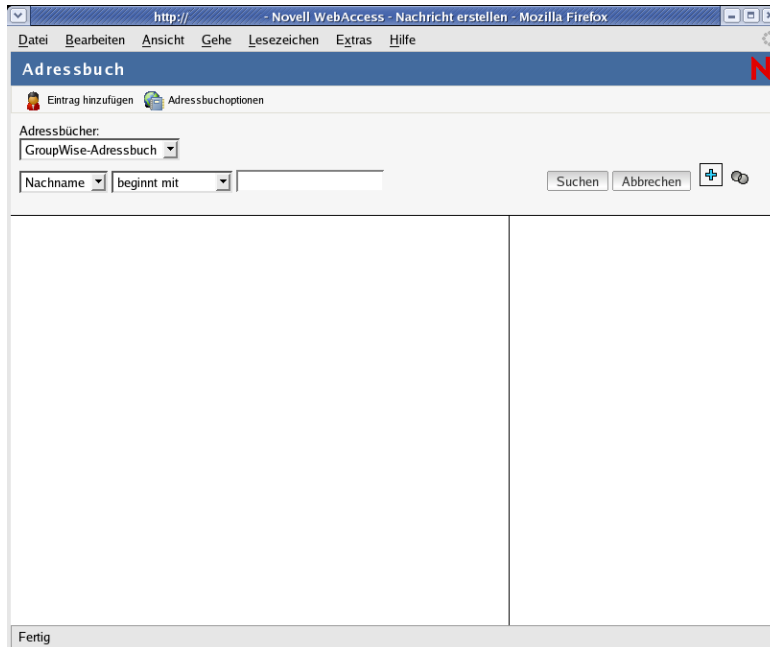 http:// - Novell WebAccess - Nachricht erstellen - Mozilla Firefox
Datei Bearbeiten Ansicht Gehe Lesezeichen Extras Hilfe
Adressbuch N
Eintrag hinzufügen Adressbuchoptionen
Adressbücher:
GroupWise-Adressbuch
Nachname beginnt mit Suchen Abbrechen
Fertig